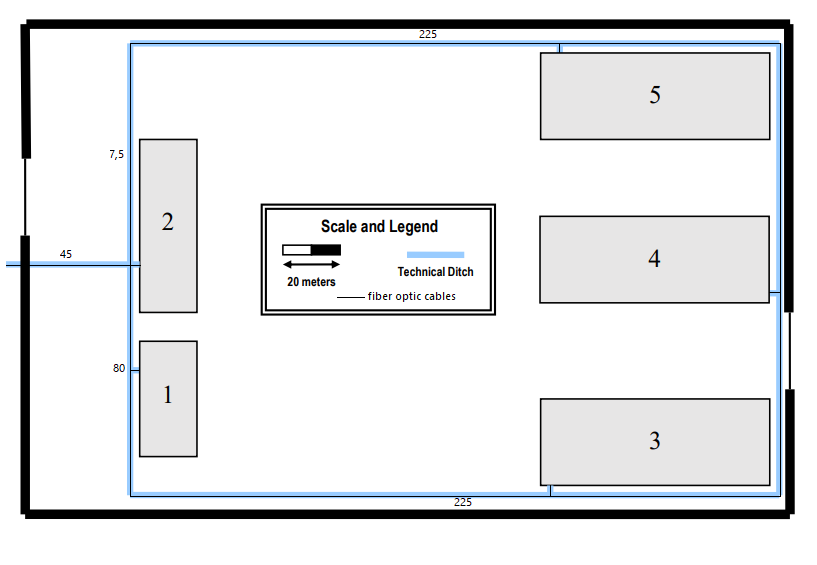 225
5
7,5
2
Scale and Legend
45
20 meters
Technical Ditch
fiber optic cables
4
80
1
3
225